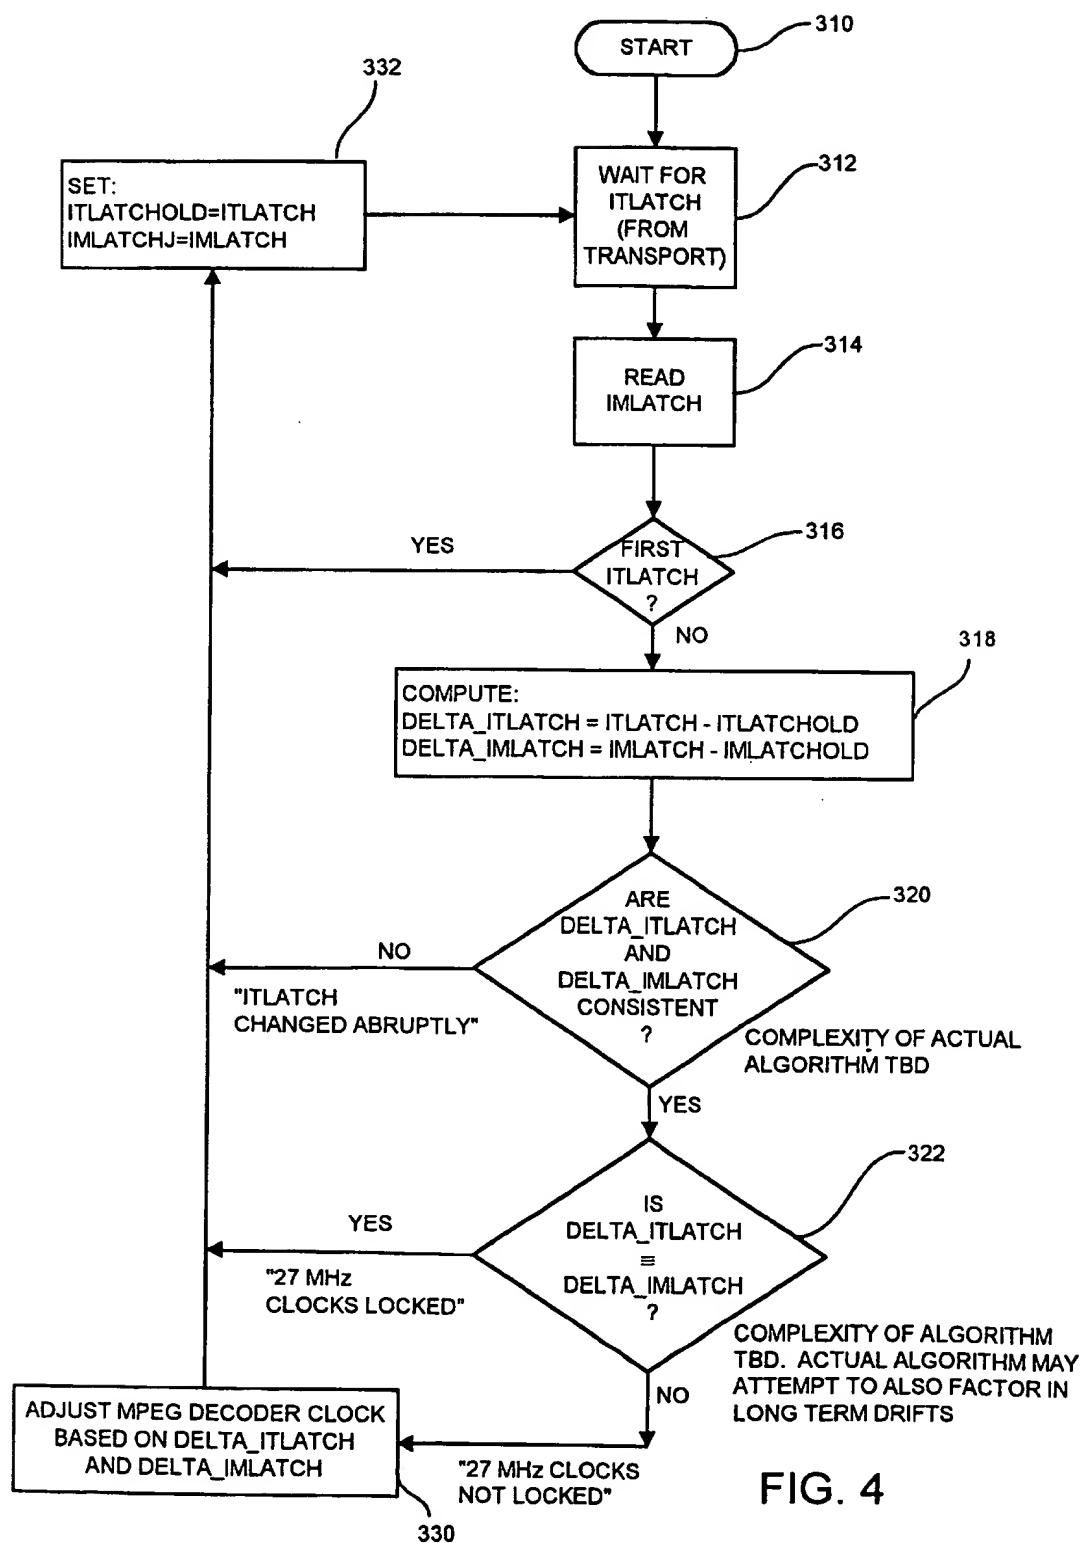 310
START
332
312
WAIT FOR
ITLATCH
(FROM
TRANSPORT)
SET:
ITLATCHOLD=ITLATCH
IMLATCHJ=IMLATCH
314
READ
IMLATCH
316
YES
FIRST
ITLATCH
?
NO
318
COMPUTE:
DELTA_ITLATCH = ITLATCH - ITLATCHOLD
DELTA_IMLATCH = IMLATCH - IMLATCHOLD
320
ARE
DELTA_ITLATCH
AND
DELTA_IMLATCH
CONSISTENT
?
NO
"ITLATCH
CHANGED ABRUPTLY"
COMPLEXITY OF ACTUAL
ALGORITHM TBD
YES
322
IS
DELTA_ITLATCH
≡
DELTA_IMLATCH
?
YES
"27 MHz
CLOCKS LOCKED"
COMPLEXITY OF ALGORITHM
TBD. ACTUAL ALGORITHM MAY
ATTEMPT TO ALSO FACTOR IN
LONG TERM DRIFTS
NO
ADJUST MPEG DECODER CLOCK
BASED ON DELTA_ITLATCH
AND DELTA_IMLATCH
"27 MHz CLOCKS
NOT LOCKED"
330
FIG. 4